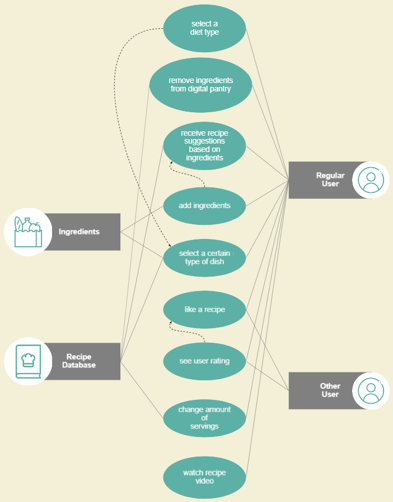 select a
diet type
remove ingredients
from digital pantry
receive recipe
suggestions
based on
ingredients
Regular
User
add ingredients
Ingredients
select a certain
type of dish
like a recipe
Recipe
Database
see user rating
Other
User
change amount
of servings
watch recipe
video